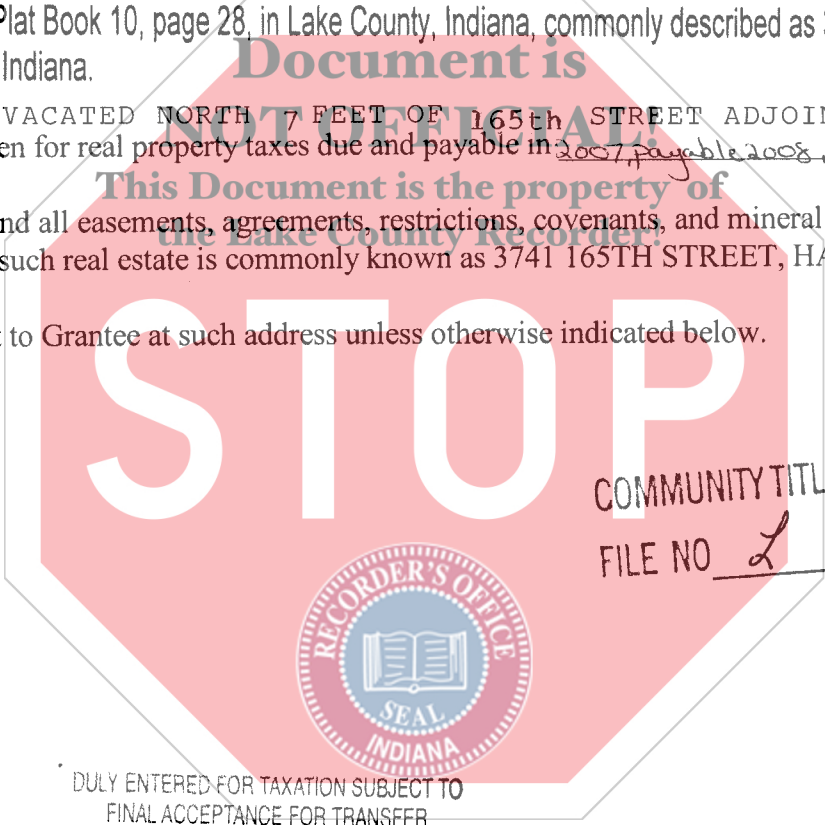 Plat Book 10, page 28, in Lake County, Indiana, commonly described as
Indiana.
Document is
VACATED NORTH 7 FEET OF 165th STREET ADJOIN
NOT OFFICIAL!
en for real property taxes due and payable in 2007, payable 2008,
This Document is the property of
nd all easements, agreements, restrictions, covenants, and mineral
the Lake County Recorder!
such real estate is commonly known as 3741 165TH STREET, HA
t to Grantee at such address unless otherwise indicated below.
STOP
COMMUNITY TITL
FILE NO L
RECORDER'S OFFICE
SEAL
INDIANA
DULY ENTERED FOR TAXATION SUBJECT TO
FINAL ACCEPTANCE FOR TRANSFER